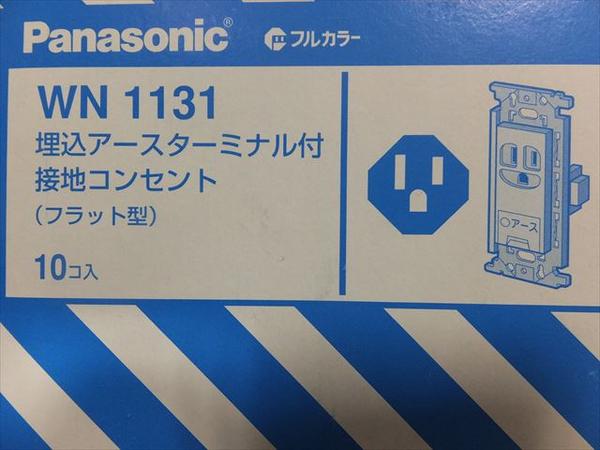 Panasonic® フルカラー
WN 1131
埋込アースターミナル付
接地コンセント
(フラット型)
10コ入
アース